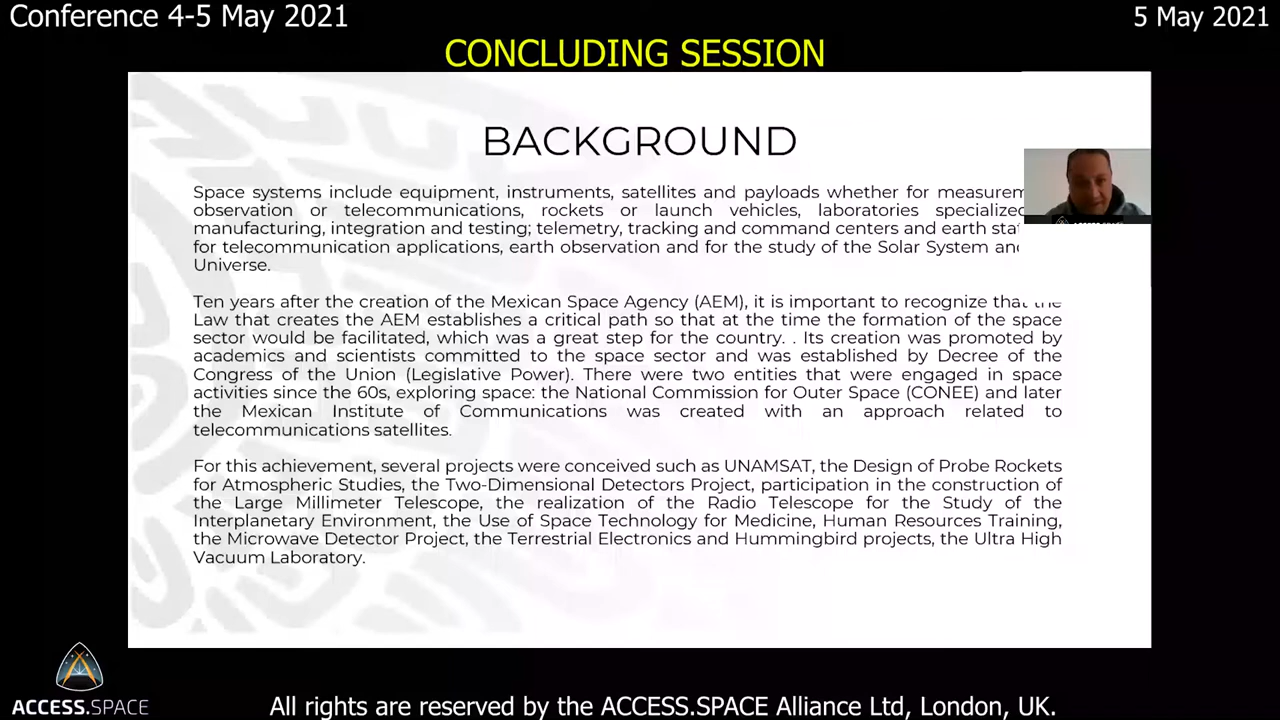 Conference 4-5 May 2021
5 May 2021
CONCLUDING SESSION
BACKGROUND
Space systems include equipment, instruments, satellites and payloads whether for
observation or telecommunications, rockets or launch vehicles, laboratories
manufacturing, integration and testing; telemetry, tracking and command centers and earth
for telecommunication applications, earth observation and for the study of the Solar System
Universe.
Ten years after the creation of the Mexican Space Agency (AEM), it is important to recognize that the
Law that creates the AEM establishes a critical path so that at the time the formation of the space
sector would be facilitated, which was a great step for the country. . Its creation was promoted by
academics and scientists committed to the space sector and was established by Decree of the
Congress of the Union (Legislative Power). There were two entities that were engaged in space
activities since the 60s, exploring space: the National Commission for Outer Space (CONEE) and later
the Mexican Institute of Communications was created with an approach related to
telecommunications satellites.
For this achievement, several projects were conceived such as UNAMSAT, the Design of Probe Rockets
for Atmospheric Studies, the Two-Dimensional Detectors Project, participation in the construction of
the Large Millimeter Telescope, the realization of the Radio Telescope for the Study of the
Interplanetary Environment, the Use of Space Technology for Medicine, Human Resources Training,
the Microwave Detector Project, the Terrestrial Electronics and Hummingbird projects, the Ultra High
Vacuum Laboratory.
ACCESS.SPACE
All rights are reserved by the ACCESS.SPACE Alliance Ltd, London, UK.